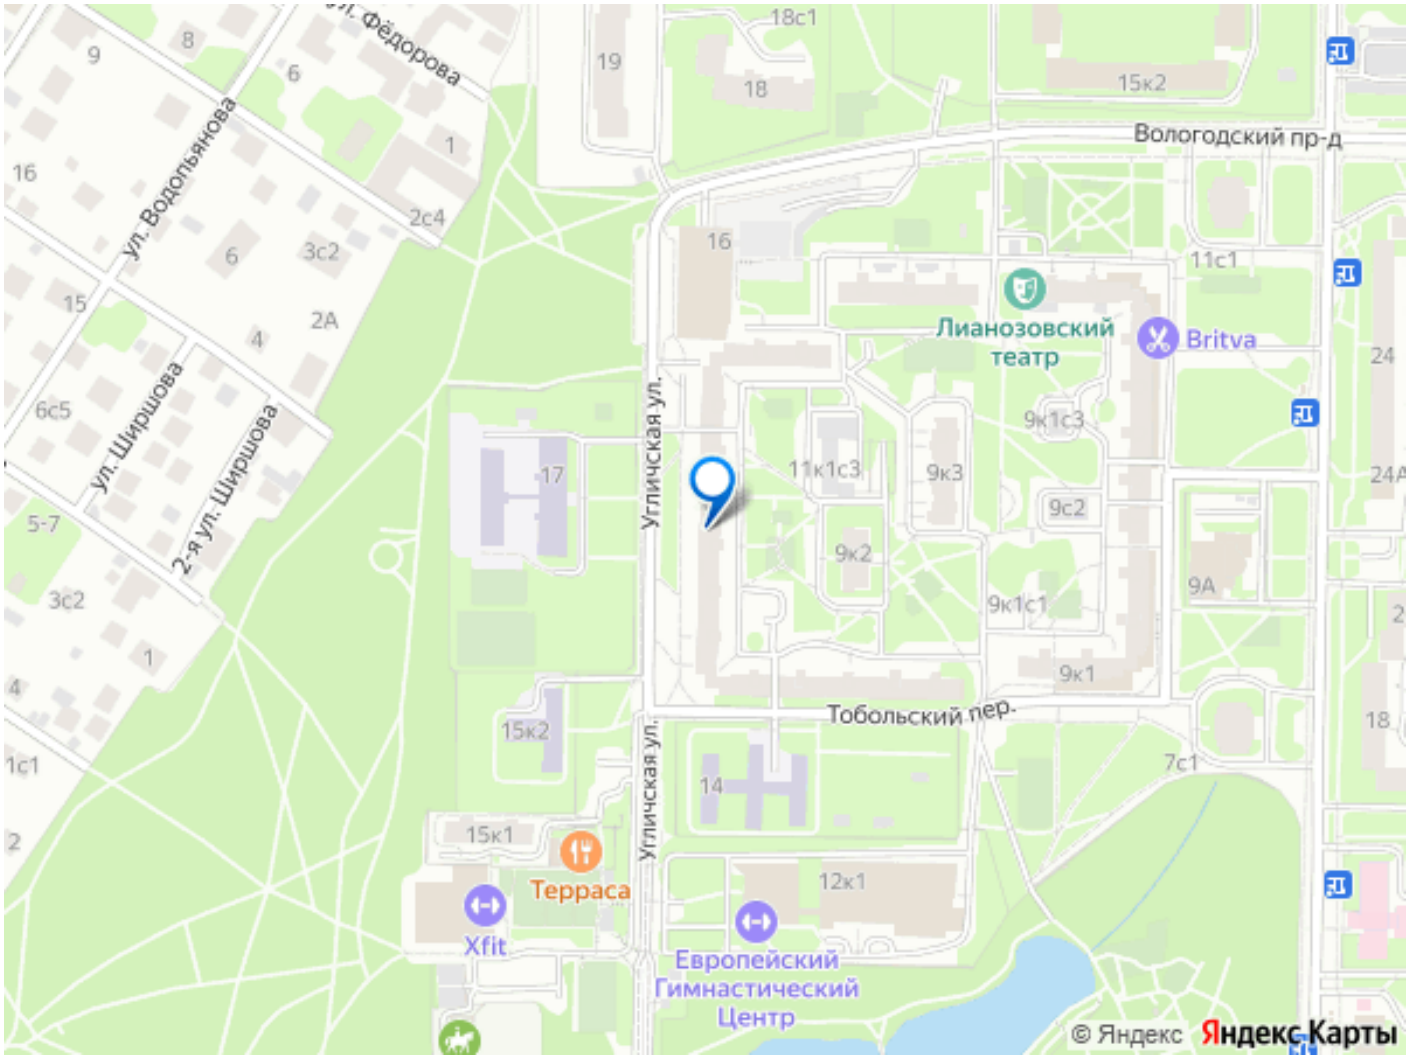 18с1
8
ул. Фёдорова
9
6
19
18
15к2
ул. Водопьянова
1
Вологодский пр-д
16
2с4
3с2
6
16
11с1
15
2А
4
Лианозовский
театр
Britva
24
ул. Ширшова
6с5
2-я ул. Ширшова
Угличская ул.
9к1с3
17
11к1с3
9к3
24А
5-7
9с2
9к2
9А
3с2
9к1с1
2
1
9к1
4
Тобольский пер.
18
15к2
Угличская ул.
1с1
7с1
14
2
15к1
Терраса
12к1
Xfit
Европейский
Гимнастический
Центр
© Яндекс Яндекс Карты